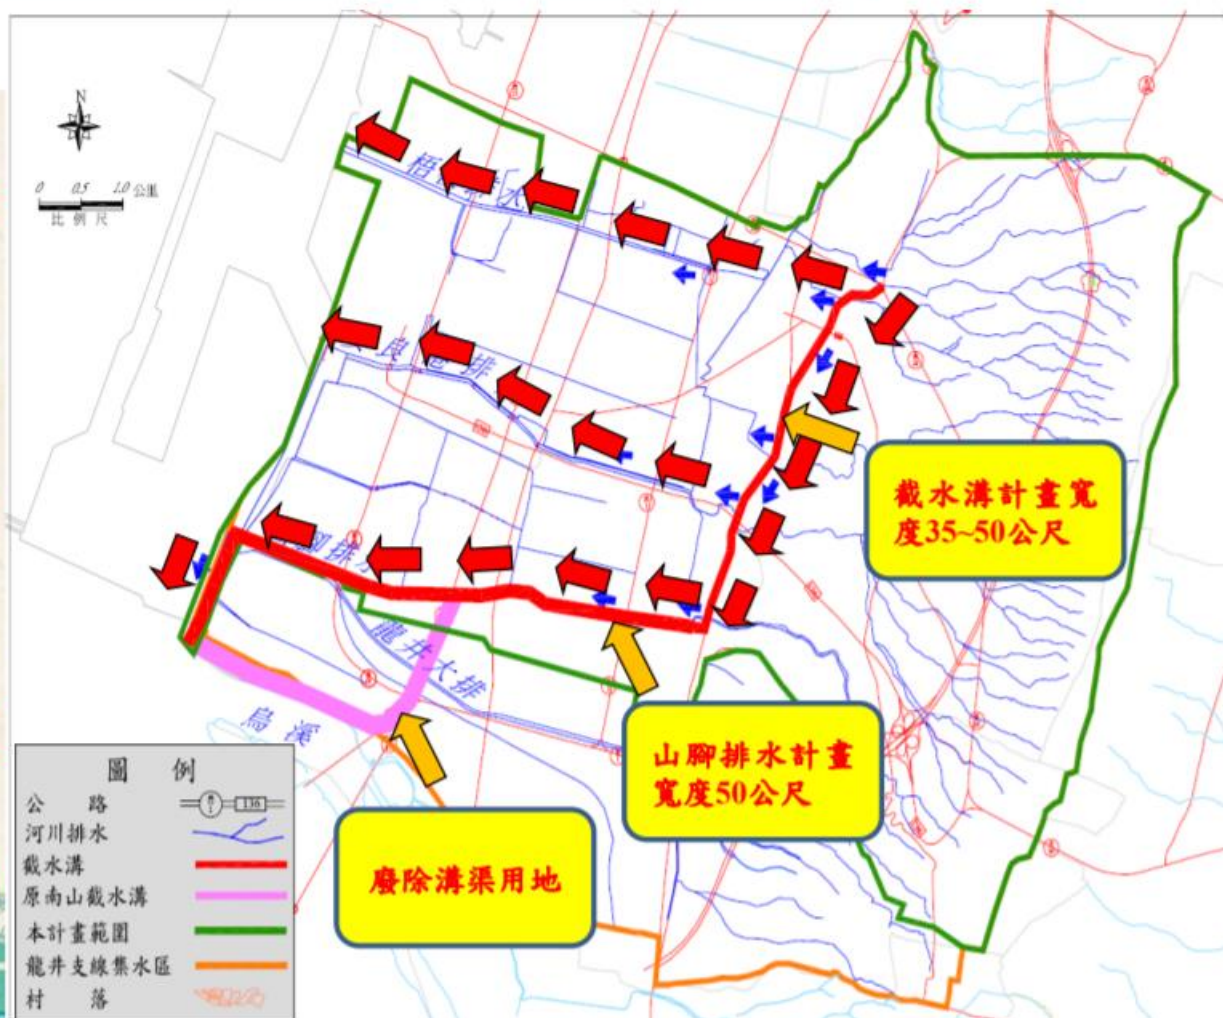 N
0 0.5 1.0 公里
比例尺
梧棲排水
良龍排
腳排水
龍井大排
烏溪
截水溝計畫寬
度35~50公尺
山腳排水計畫
寬度50公尺
廢除溝渠用地
圖 例
公 路
136
河川排水
截水溝
原南山截水溝
本計畫範圍
龍井支線集水區
村 落